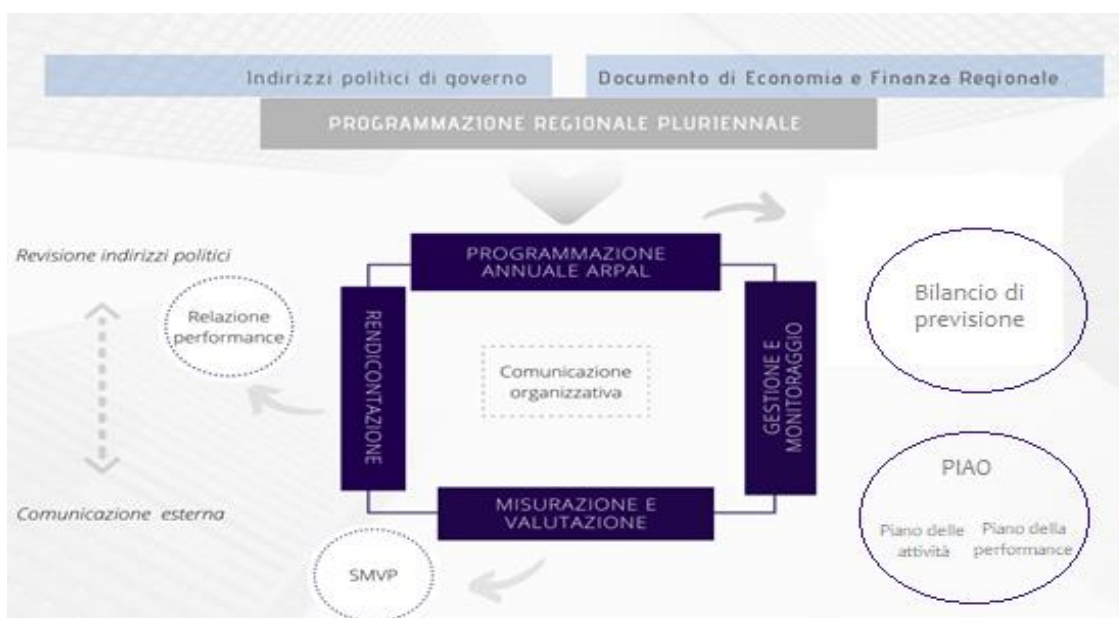 Indirizzi politici di governo
Documento di Economia e Finanza Regionale.
PROGRAMMAZIONE REGIONALE PLURIENNALE
PROGRAMMAZIONE
ANNUALE ARPAL
Revisione indirizzi politici
Relazione
performance
RENDICONTAZIONE
Comunicazione
organizzativa
GESTIONE E
MONITORAGGIO
Bilancio di
previsione
Comunicazione esterna
MISURAZIONE E
VALUTAZIONE
SMVP
PIAO
Piano delle
attività
Piano della
performance